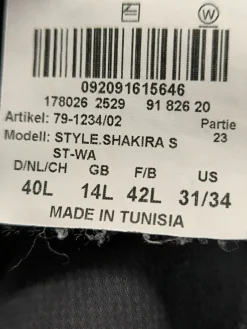 092091615646
178026 2529 91 826 20
Artikel: 79-1234/02 Partie
Modell: STYLE.SHAKIRA S 23
ST-WA
D/NL/CH GB F/B US
40L 14L 42L 31/34
MADE IN TUNISIA